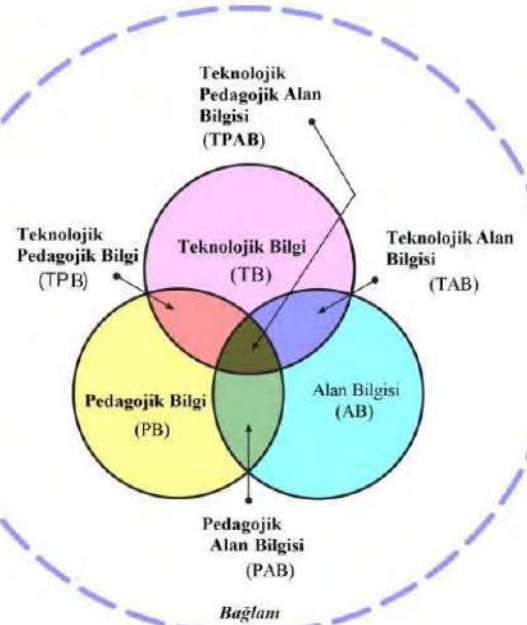 Teknolojik
Pedagojik Alan
Bilgisi
(TPAB)
Teknolojik
Pedagojik Bilgi
(TPB)
Teknolojik Bilgi
(TB)
Teknolojik Alan
Bilgisi
(TAB)
Pedagojik Bilgi
(PB)
Alan Bilgisi
(AB)
Pedagojik
Alan Bilgisi
(PAB)
Bağlam